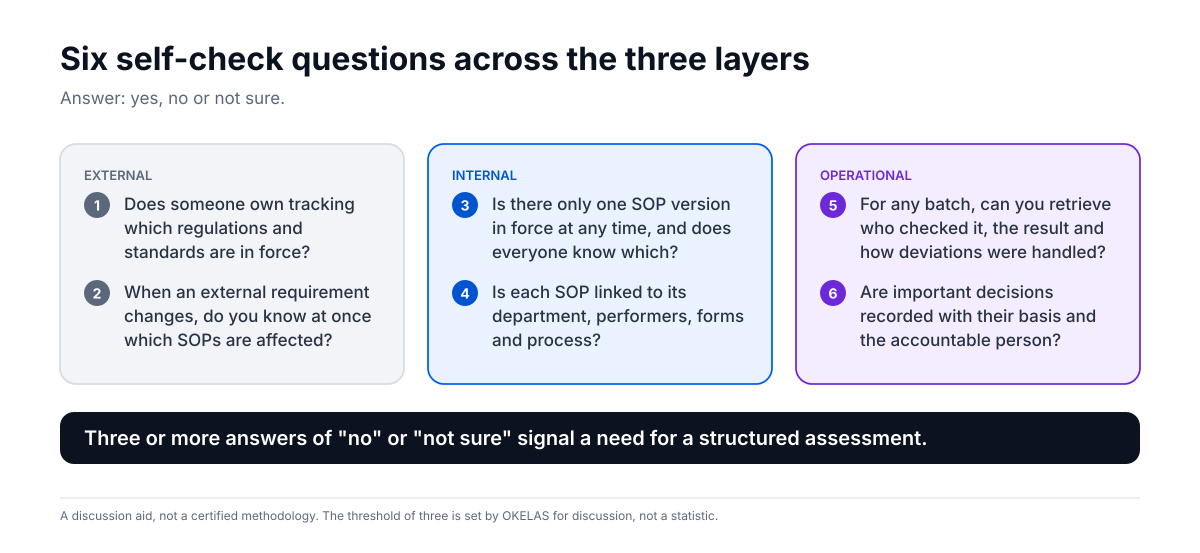 Six self-check questions across the three layers
Answer: yes, no or not sure.
EXTERNAL
1
Does someone own tracking
which regulations and
standards are in force?
2
When an external requirement
changes, do you know at once
which SOPs are affected?
INTERNAL
3
Is there only one SOP version
in force at any time, and does
everyone know which?
4
Is each SOP linked to its
department, performers, forms
and process?
OPERATIONAL
5
For any batch, can you retrieve
who checked it, the result and
how deviations were handled?
6
Are important decisions
recorded with their basis and
the accountable person?
Three or more answers of "no" or "not sure" signal a need for a structured assessment.
A discussion aid, not a certified methodology. The threshold of three is set by OKELAS for discussion, not a statistic.